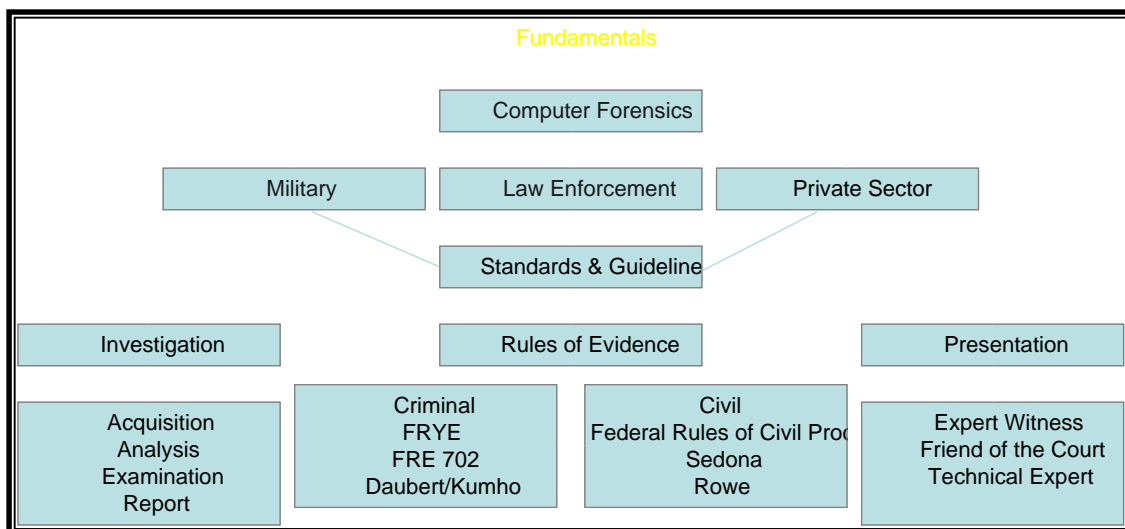 Fundamentals
Computer Forensics
Military
Law Enforcement
Private Sector
Standards & Guideline
Investigation
Rules of Evidence
Presentation
Acquisition
Analysis
Examination
Report
Criminal
FRYE
FRE 702
Daubert/Kumho
Civil
Federal Rules of Civil Proc
Sedona
Rowe
Expert Witness
Friend of the Court
Technical Expert